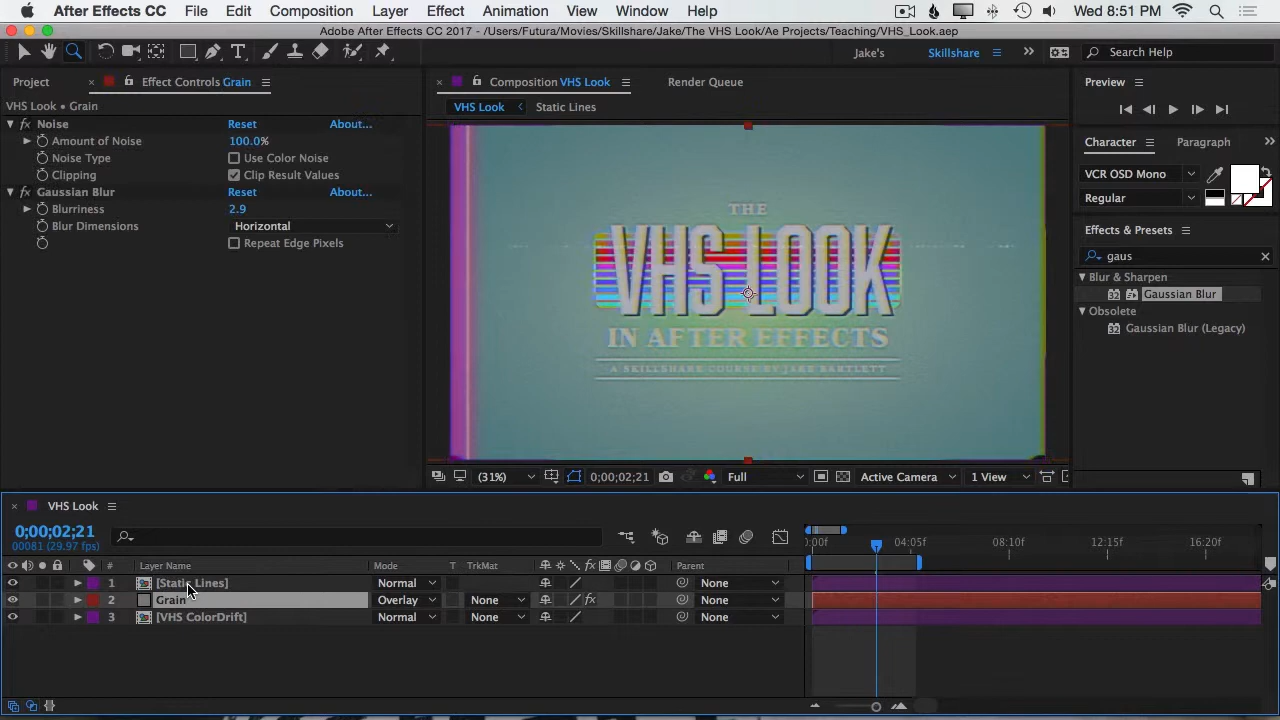 After Effects CC File Edit Composition Layer Effect Animation View Window Help Wed 8:51 PM
Adobe After Effects CC 2017 - /Users/Futura/Movies/Skillshare/Jake/The VHS Look/Ae Projects/Teaching/VHS_Look.aep
Jake's Skillshare Search Help
Project Effect Controls Grain Composition VHS Look Render Queue Preview
VHS Look • Grain VHS Look Static Lines
fx Noise Reset About...
Amount of Noise 100.0%
Noise Type Use Color Noise
Clipping Clip Result Values
fx Gaussian Blur Reset About...
Blurriness 2.9
Blur Dimensions Horizontal
Repeat Edge Pixels
THE
VHS LOOK
IN AFTER EFFECTS
A SKILLSHARE COURSE BY JAKE BARTLETT
Character Paragraph
VCR OSD Mono
Regular
Effects & Presets
gaus
Blur & Sharpen
32 Gaussian Blur
Obsolete
32 Gaussian Blur (Legacy)
(31%) 0;00;02;21 Full Active Camera 1 View
VHS Look
0;00;02;21
00081 (29.97 fps)
:00f 04:05f 08:10f 12:15f 16:20f
# Layer Name Mode T TrkMat fx Parent
1 [Static Lines] Normal None
2 Grain Overlay None fx None
3 [VHS ColorDrift] Normal None None